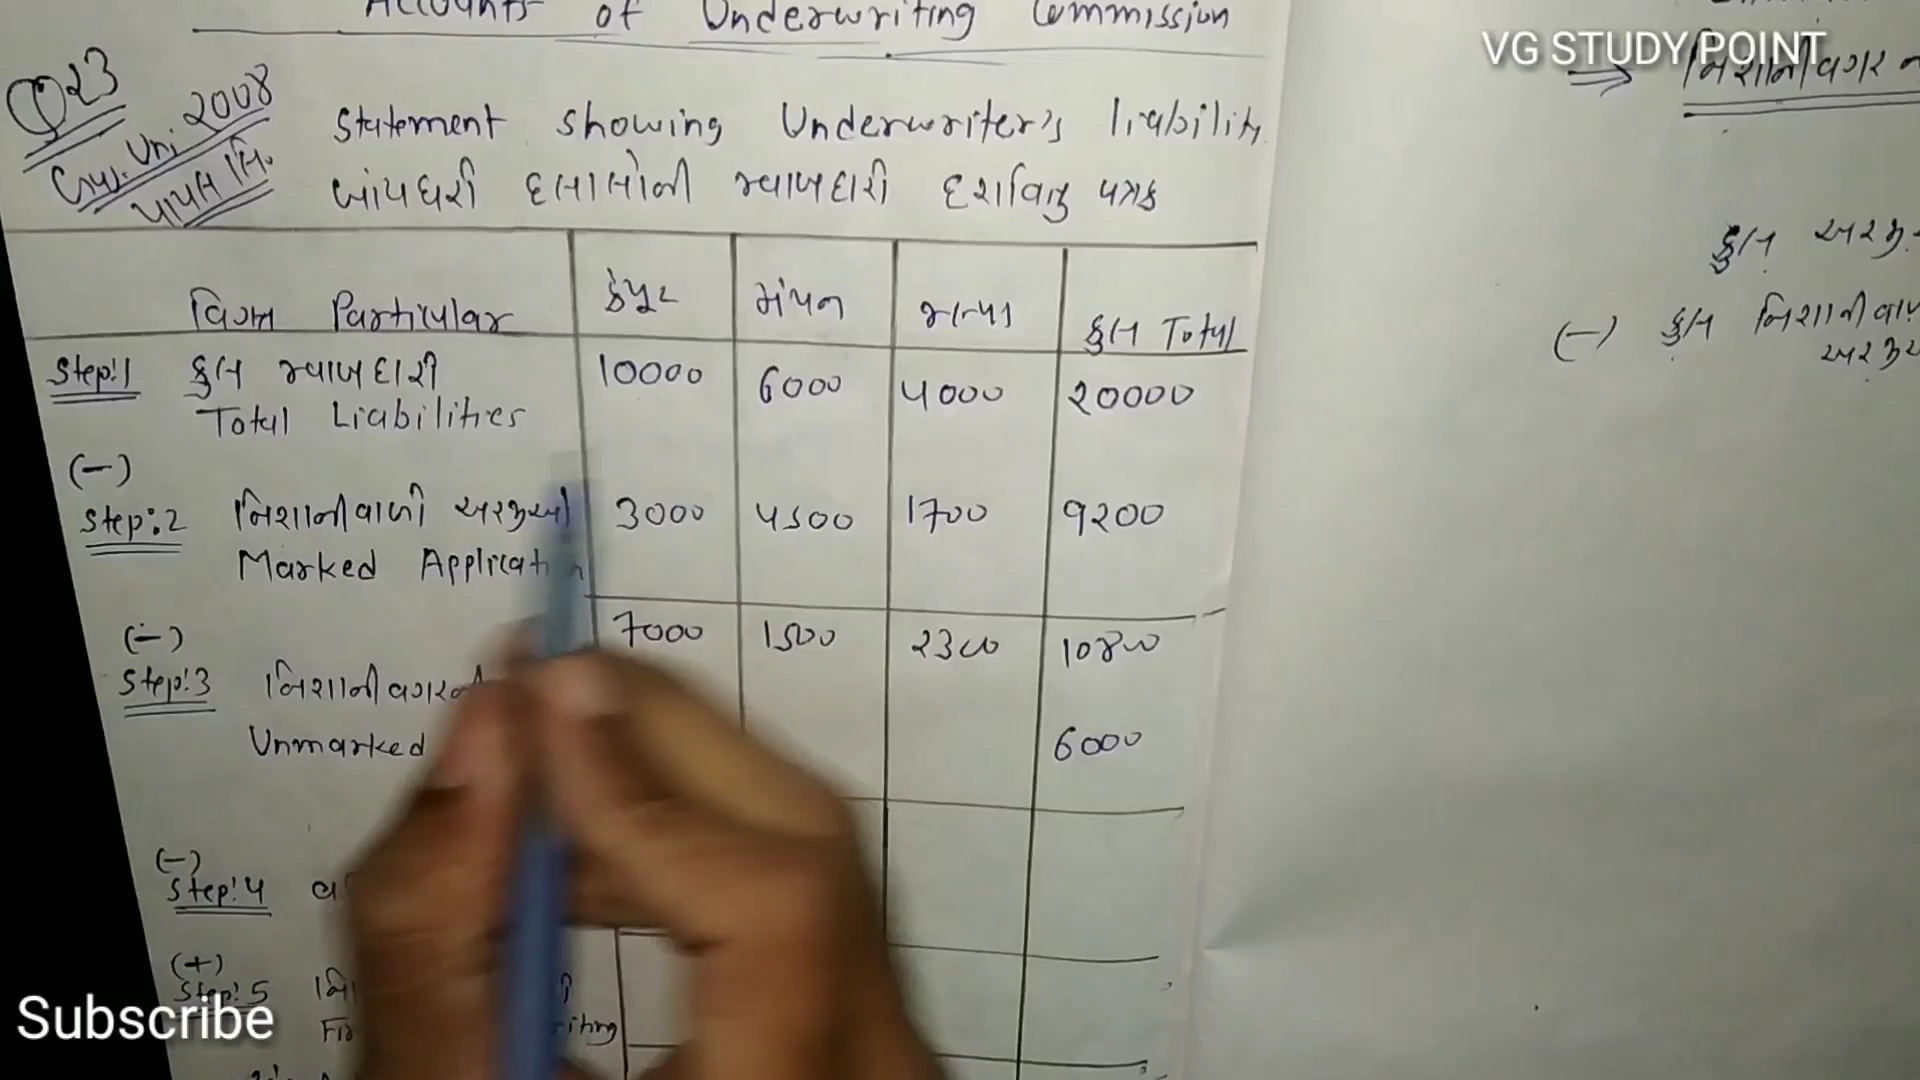 Accounts of Underwriting Commission
VG STUDY POINT
Q23
Guj. Uni. 2008
Statement showing Underwriter's liability
બાંયધરી દલાલોની જવાબદારી દર્શાવતું પત્રક
વિગત Particular
કેયુર
મંથન
જન્યા
કુલ Total
Step:1 કુલ જવાબદારી 10000 6000 4000 20000
Total Liabilities
(-)
Step:2 નિશાનીવાળી અરજીઓ 3000 4500 1700 9200
Marked Application
7000 1500 2300 10800
(-)
Step:3 નિશાની વગરની
Unmarked 6000
(-)
Step:4
(+)
Step:5
Subscribe
⇒ નિશાની વગર
કુલ અરજી
(-) કુલ નિશાની વાળી
અરજી